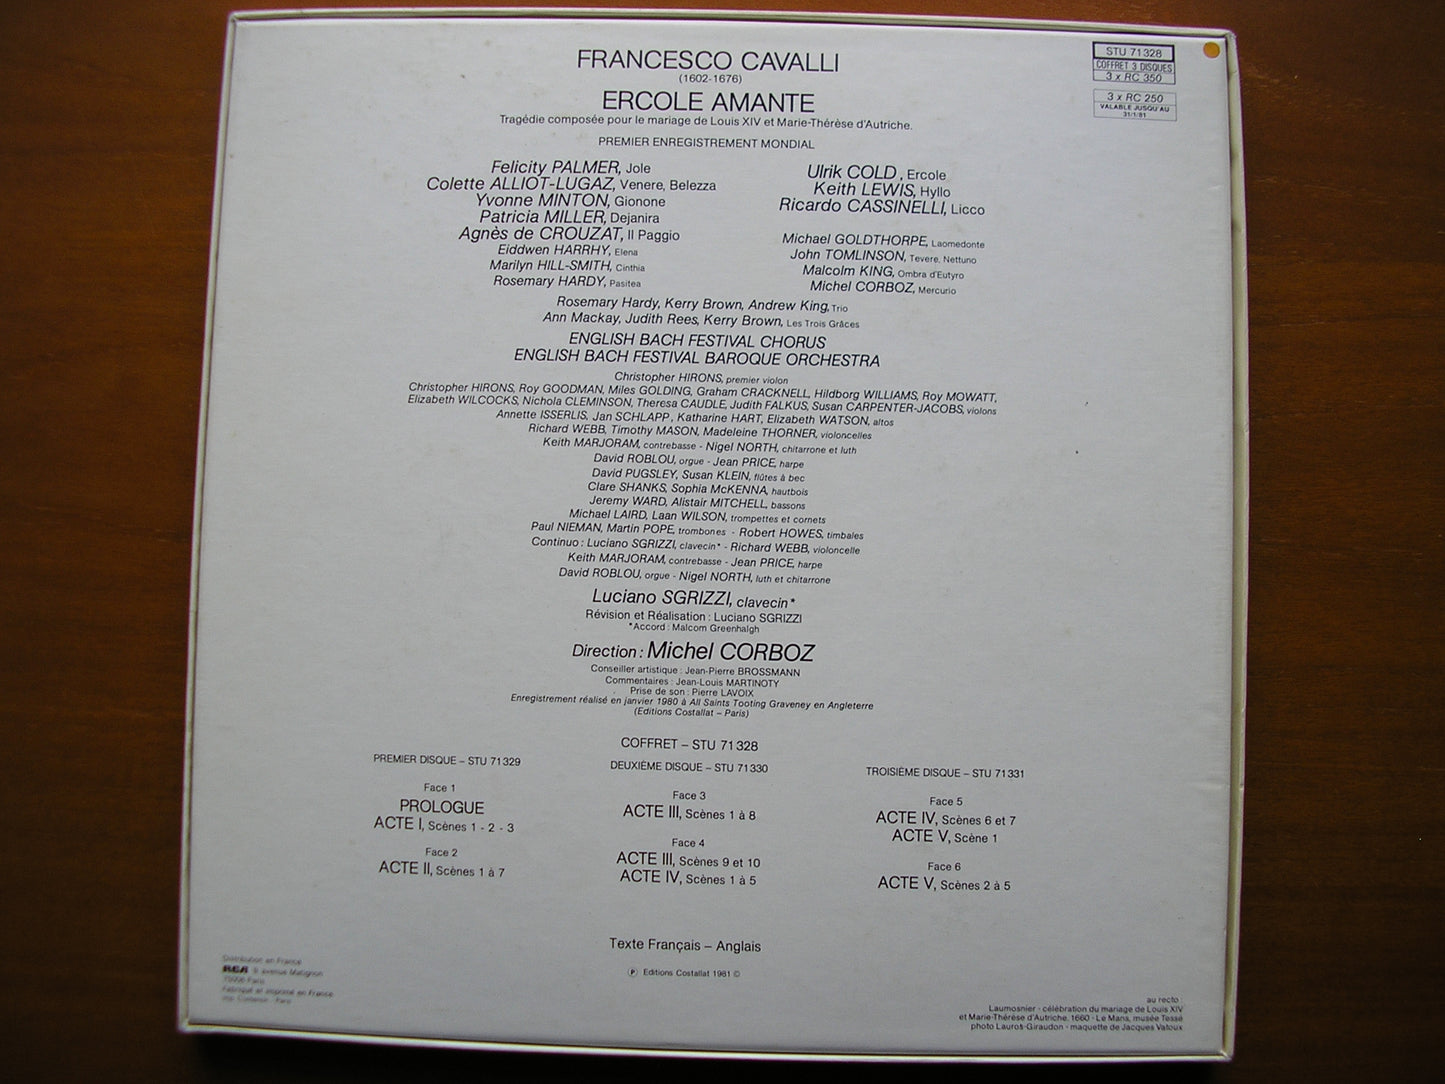 FRANCESCO CAVALLI
(1602-1676)
ERCOLE AMANTE
Tragédie composée pour le mariage de Louis XIV et Marie-Thérèse d'Autriche.
PREMIER ENREGISTREMENT MONDIAL
STU 71328
COFFRET 3 DISQUES
3 x RC 350
3 x RC 250
VALABLE JUSQU'AU
31/1/81
Felicity PALMER, Jole
Colette ALLIOT-LUGAZ, Venere, Belezza
Yvonne MINTON, Gionone
Patricia MILLER, Dejanira
Agnès de CROUZAT, Il Paggio
Eiddwen HARRHY, Elena
Marilyn HILL-SMITH, Cinthia
Rosemary HARDY, Pasitea
Ulrik COLD, Ercole
Keith LEWIS, Hyllo
Ricardo CASSINELLI, Licco
Michael GOLDTHORPE, Laomedonte
John TOMLINSON, Tevere, Nettuno
Malcolm KING, Ombra d'Eutyro
Michel CORBOZ, Mercurio
Rosemary Hardy, Kerry Brown, Andrew King, Trio
Ann Mackay, Judith Rees, Kerry Brown, Les Trois Grâces
ENGLISH BACH FESTIVAL CHORUS
ENGLISH BACH FESTIVAL BAROQUE ORCHESTRA
Christopher HIRONS, premier violon
Christopher HIRONS, Roy GOODMAN, Miles GOLDING, Graham CRACKNELL, Hildborg WILLIAMS, Roy MOWATT,
Elizabeth WILCOCKS, Nichola CLEMINSON, Theresa CAUDLE, Judith FALKUS, Susan CARPENTER-JACOBS, violons
Annette ISSERLIS, Jan SCHLAPP, Katharine HART, Elizabeth WATSON, altos
Richard WEBB, Timothy MASON, Madeleine THORNER, violoncelles
Keith MARJORAM, contrebasse - Nigel NORTH, chitarrone et luth
David ROBLOU, orgue - Jean PRICE, harpe
David PUGSLEY, Susan KLEIN, flûtes à bec
Clare SHANKS, Sophia McKENNA, hautbois
Jeremy WARD, Alistair MITCHELL, bassons
Michael LAIRD, Laan WILSON, trompettes et cornets
Paul NIEMAN, Martin POPE, trombones - Robert HOWES, timbales
Continuo : Luciano SGRIZZI, clavecin* - Richard WEBB, violoncelle
Keith MARJORAM, contrebasse - Jean PRICE, harpe
David ROBLOU, orgue - Nigel NORTH, luth et chitarrone
Luciano SGRIZZI, clavecin*
Révision et Réalisation : Luciano SGRIZZI
*Accord : Malcom Greenhalgh
Direction : Michel CORBOZ
Conseiller artistique : Jean-Pierre BROSSMANN
Commentaires : Jean-Louis MARTINOTY
Prise de son : Pierre LAVOIX
Enregistrement réalisé en janvier 1980 à All Saints Tooting Graveney en Angleterre
(Editions Costallat – Paris)
COFFRET – STU 71328
PREMIER DISQUE – STU 71329
Face 1
PROLOGUE
ACTE I, Scènes 1 - 2 - 3
Face 2
ACTE II, Scènes 1 à 7
DEUXIÈME DISQUE – STU 71330
Face 3
ACTE III, Scènes 1 à 8
Face 4
ACTE III, Scènes 9 et 10
ACTE IV, Scènes 1 à 5
TROISIÈME DISQUE – STU 71331
Face 5
ACTE IV, Scènes 6 et 7
ACTE V, Scène 1
Face 6
ACTE V, Scènes 2 à 5
Texte Français – Anglais
Ⓟ Editions Costallat 1981 ©
Distribution en France
RCA 9 avenue Matignon
75008 Paris
Fabriqué et imprimé en France
Paris
au recto :
Laumosnier - célébration du mariage de Louis XIV
et Marie-Thérèse d'Autriche. 1660 - Le Mans, musée Tessé
photo Lauros-Giraudon - maquette de Jacques Vatoux